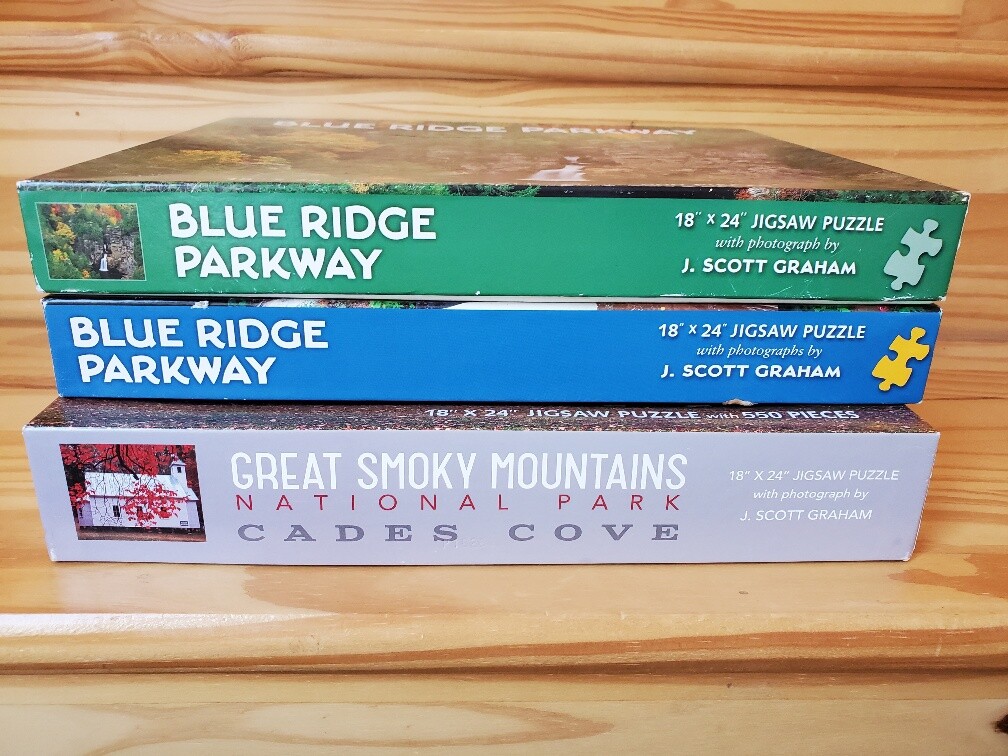 BLUE RIDGE PARKWAY
BLUE RIDGE
PARKWAY
18" X 24" JIGSAW PUZZLE
with photograph by
J. SCOTT GRAHAM
BLUE RIDGE
PARKWAY
18" X 24" JIGSAW PUZZLE
with photographs by
J. SCOTT GRAHAM
18" X 24" JIGSAW PUZZLE with 550 PIECES
GREAT SMOKY MOUNTAINS
NATIONAL PARK
CADES COVE
18" X 24" JIGSAW PUZZLE
with photograph by
J. SCOTT GRAHAM